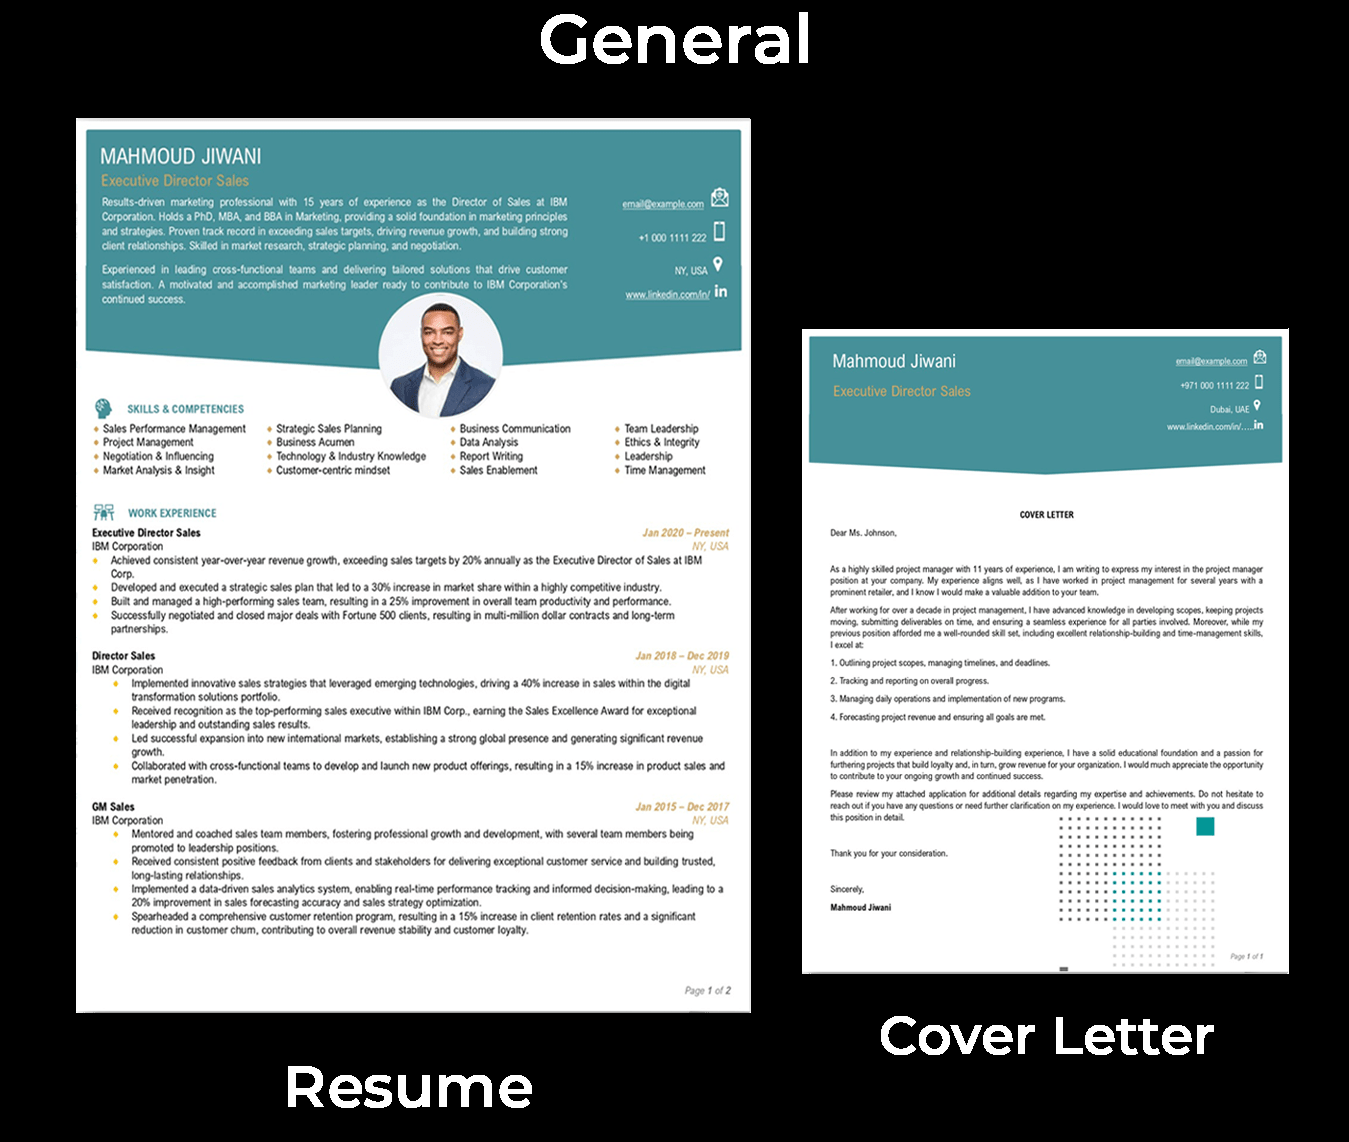 General
MAHMOUD JIWANI
Executive Director Sales
Results-driven marketing professional with 15 years of experience as the Director of Sales at IBM
Corporation. Holds a PhD, MBA, and BBA in Marketing, providing a solid foundation in marketing principles
and strategies. Proven track record in exceeding sales targets, driving revenue growth, and building strong
client relationships. Skilled in market research, strategic planning, and negotiation.
Experienced in leading cross-functional teams and delivering tailored solutions that drive customer
satisfaction. A motivated and accomplished marketing leader ready to contribute to IBM Corporation's
continued success.
email@example.com
+1 000 1111 222
NY, USA
www.linkedin.com/in/
in
SKILLS & COMPETENCIES
Sales Performance Management
Project Management
Negotiation & Influencing
Market Analysis & Insight
Strategic Sales Planning
Business Acumen
Technology & Industry Knowledge
Customer-centric mindset
Business Communication
Data Analysis
Report Writing
Sales Enablement
Team Leadership
Ethics & Integrity
Leadership
Time Management
WORK EXPERIENCE
Executive Director Sales Jan 2020 – Present
IBM Corporation NY, USA
Achieved consistent year-over-year revenue growth, exceeding sales targets by 20% annually as the Executive Director of Sales at IBM
Corp.
Developed and executed a strategic sales plan that led to a 30% increase in market share within a highly competitive industry.
Built and managed a high-performing sales team, resulting in a 25% improvement in overall team productivity and performance.
Successfully negotiated and closed major deals with Fortune 500 clients, resulting in multi-million dollar contracts and long-term
partnerships.
Director Sales Jan 2018 – Dec 2019
IBM Corporation NY, USA
Implemented innovative sales strategies that leveraged emerging technologies, driving a 40% increase in sales within the digital
transformation solutions portfolio.
Received recognition as the top-performing sales executive within IBM Corp., earning the Sales Excellence Award for exceptional
leadership and outstanding sales results.
Led successful expansion into new international markets, establishing a strong global presence and generating significant revenue
growth.
Collaborated with cross-functional teams to develop and launch new product offerings, resulting in a 15% increase in product sales and
market penetration.
GM Sales Jan 2015 – Dec 2017
IBM Corporation NY, USA
Mentored and coached sales team members, fostering professional growth and development, with several team members being
promoted to leadership positions.
Received consistent positive feedback from clients and stakeholders for delivering exceptional customer service and building trusted,
long-lasting relationships.
Implemented a data-driven sales analytics system, enabling real-time performance tracking and informed decision-making, leading to a
20% improvement in sales forecasting accuracy and sales strategy optimization.
Spearheaded a comprehensive customer retention program, resulting in a 15% increase in client retention rates and a significant
reduction in customer churn, contributing to overall revenue stability and customer loyalty.
Page 1 of 2
Resume
Mahmoud Jiwani
Executive Director Sales
email@example.com
+971 000 1111 222
Dubai, UAE
www.linkedin.com/in/....
in
COVER LETTER
Dear Ms. Johnson,
As a highly skilled project manager with 11 years of experience, I am writing to express my interest in the project manager
position at your company. My experience aligns well, as I have worked in project management for several years with a
prominent retailer, and I know I would make a valuable addition to your team.
After working for over a decade in project management, I have advanced knowledge in developing scopes, keeping projects
moving, submitting deliverables on time, and ensuring a seamless experience for all parties involved. Moreover, while my
previous position afforded me a well-rounded skill set, including excellent relationship-building and time-management skills,
I excel at:
1. Outlining project scopes, managing timelines, and deadlines.
2. Tracking and reporting on overall progress.
3. Managing daily operations and implementation of new programs.
4. Forecasting project revenue and ensuring all goals are met.
In addition to my experience and relationship-building experience, I have a solid educational foundation and a passion for
furthering projects that build loyalty and, in turn, grow revenue for your organization. I would much appreciate the opportunity
to contribute to your ongoing growth and continued success.
Please review my attached application for additional details regarding my expertise and achievements. Do not hesitate to
reach out if you have any questions or need further clarification on my experience. I would love to meet with you and discuss
this position in detail.
Thank you for your consideration.
Sincerely,
Mahmoud Jiwani
Page 1 of 1
Cover Letter